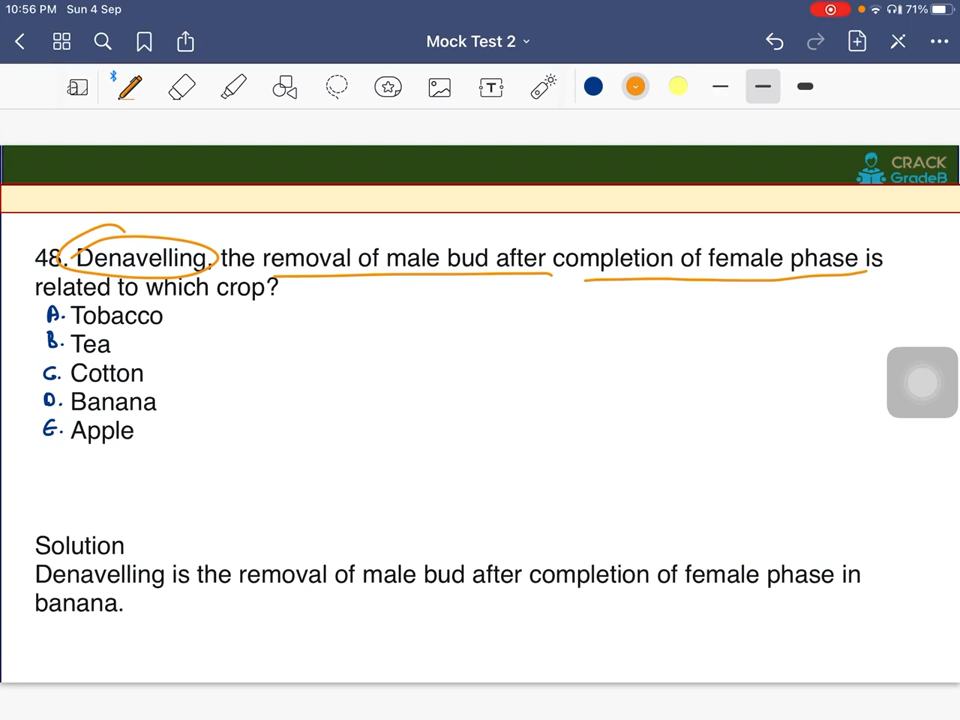 10:56 PM Sun 4 Sep 71%
Mock Test 2
T
CRACK
GradeB
48. Denavelling, the removal of male bud after completion of female phase is
related to which crop?
A. Tobacco
B. Tea
C. Cotton
D. Banana
E. Apple
Solution
Denavelling is the removal of male bud after completion of female phase in
banana.